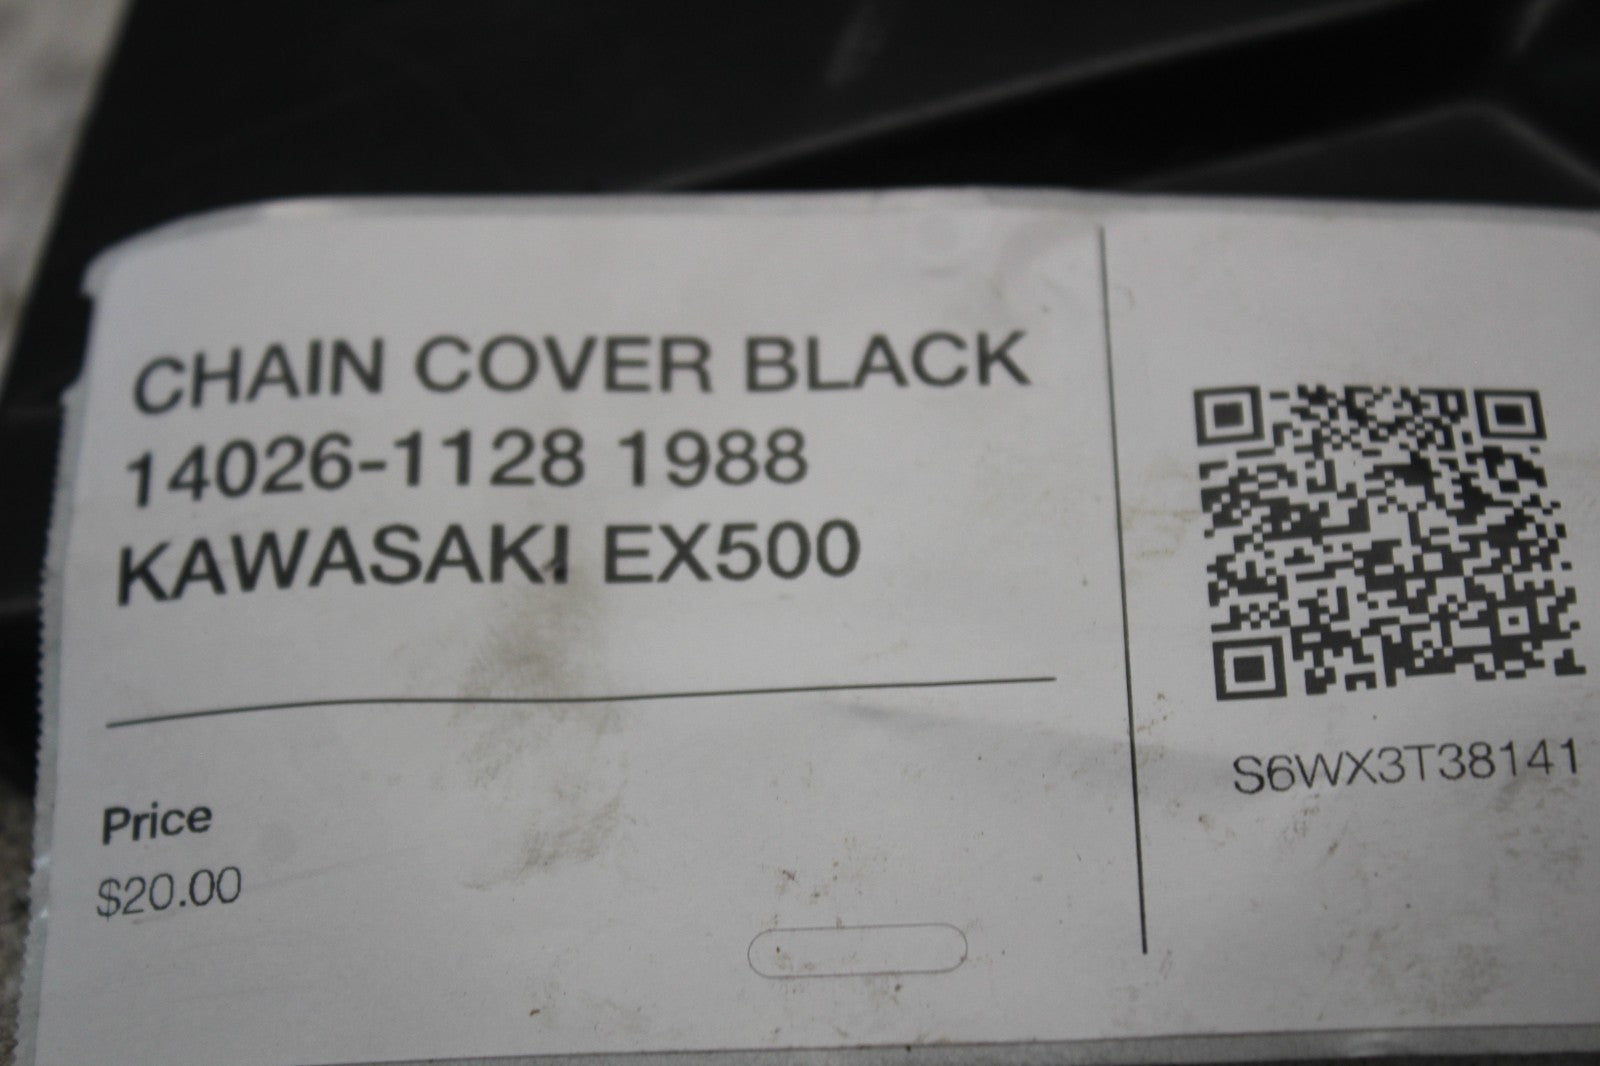 CHAIN COVER BLACK
14026-1128 1988
KAWASAKI EX500
Price
$20.00
S6WX3T38141